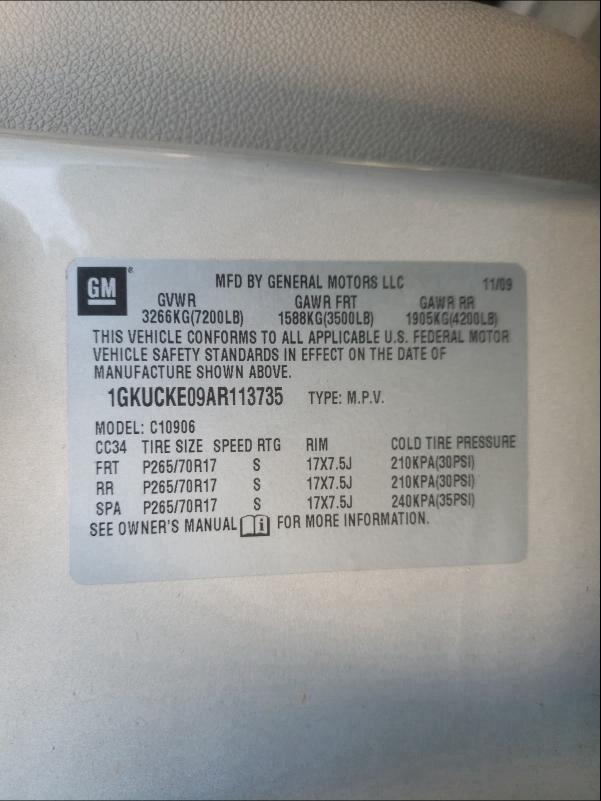 GM ® MFD BY GENERAL MOTORS LLC 11/09
GVWR GAWR FRT GAWR RR
3266KG(7200LB) 1588KG(3500LB) 1905KG(4200LB)
THIS VEHICLE CONFORMS TO ALL APPLICABLE U.S. FEDERAL MOTOR
VEHICLE SAFETY STANDARDS IN EFFECT ON THE DATE OF
MANUFACTURE SHOWN ABOVE.
1GKUCKE09AR113735 TYPE: M.P.V.
MODEL: C10906
CC34 TIRE SIZE SPEED RTG RIM COLD TIRE PRESSURE
FRT P265/70R17 S 17X7.5J 210KPA(30PSI)
RR P265/70R17 S 17X7.5J 210KPA(30PSI)
SPA P265/70R17 S 17X7.5J 240KPA(35PSI)
SEE OWNER'S MANUAL i FOR MORE INFORMATION.